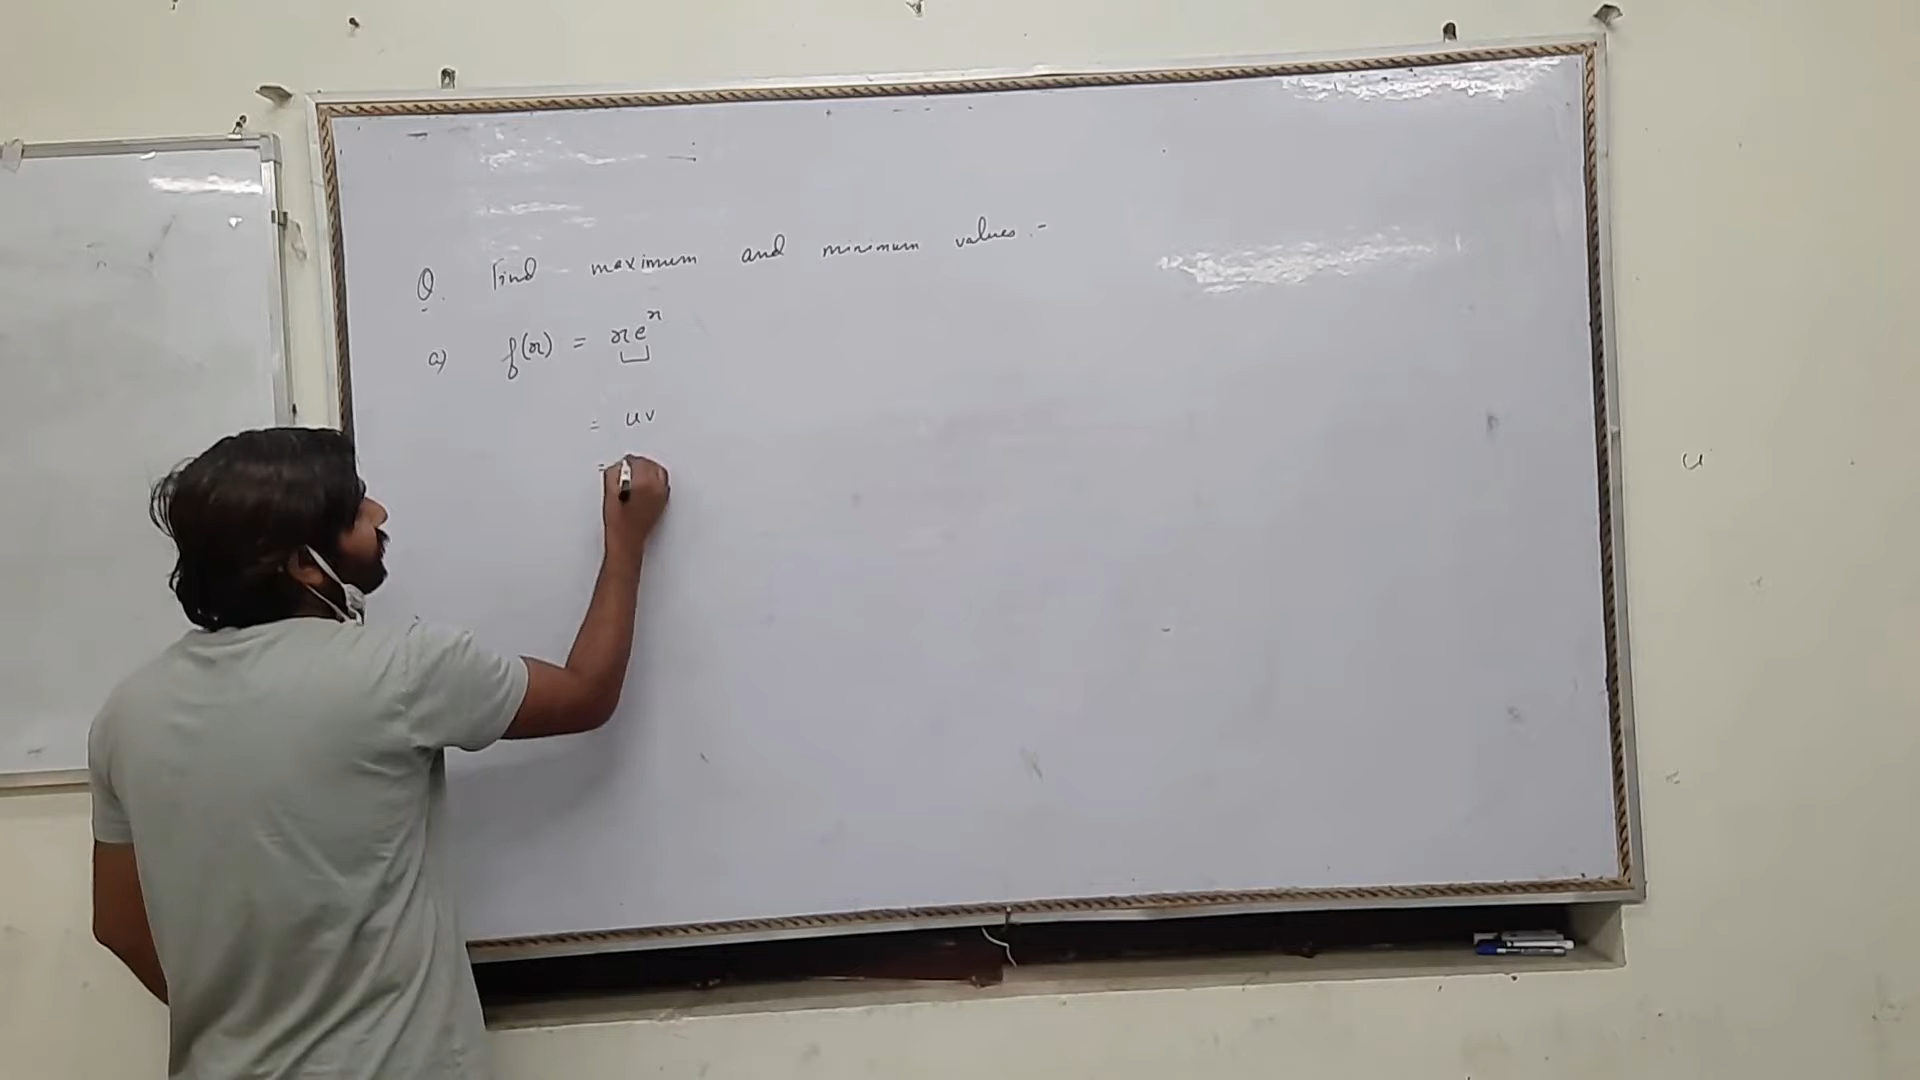 Q. Find maximum and minimum values :-
a) f(x) = xe^x
= uv
=